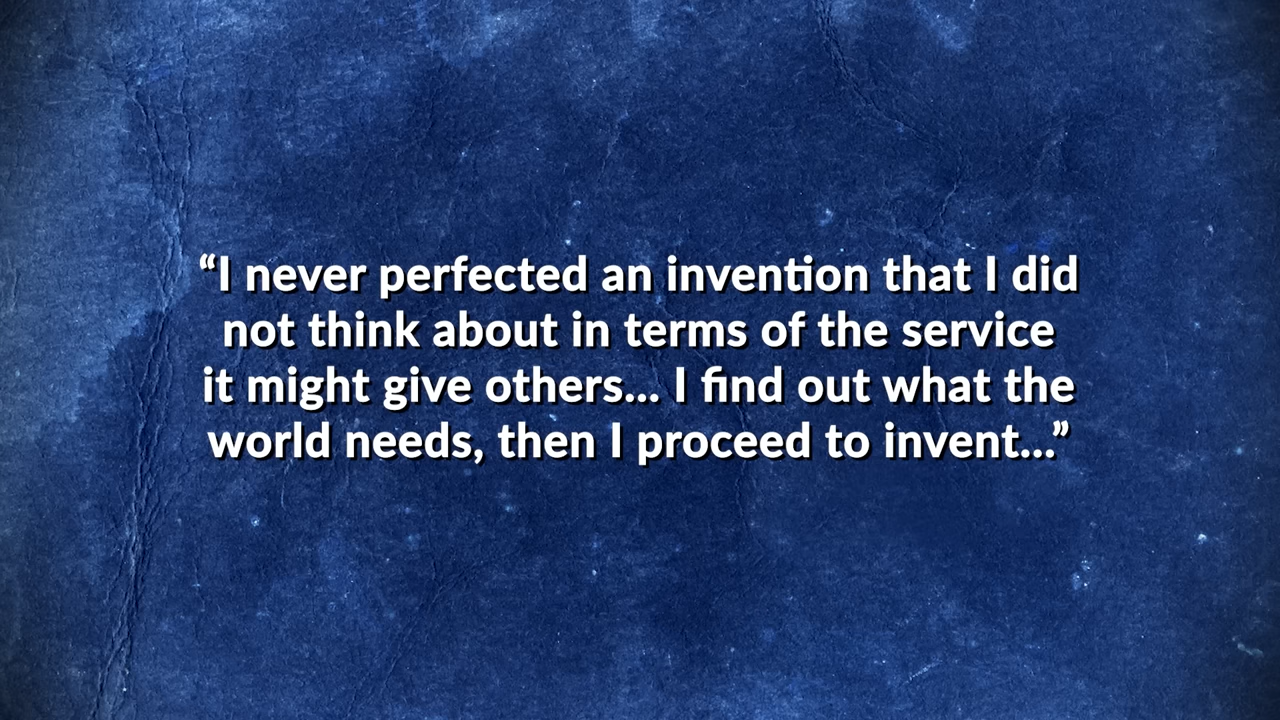 “I never perfected an invention that I did
not think about in terms of the service
it might give others... I find out what the
world needs, then I proceed to invent...”